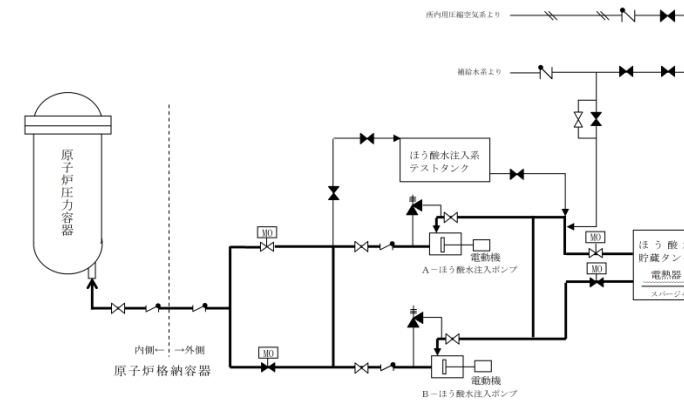 所内用圧縮空気系より
補給水系より
原子炉圧力容器
ほう酸水注入系
テストタンク
MO
MO
MO
MO
電動機
A－ほう酸水注入ポンプ
ほう酸
貯蔵タン
電熱器
スパージャ
内側←
→外側
原子炉格納容器
電動機
B－ほう酸水注入ポンプ